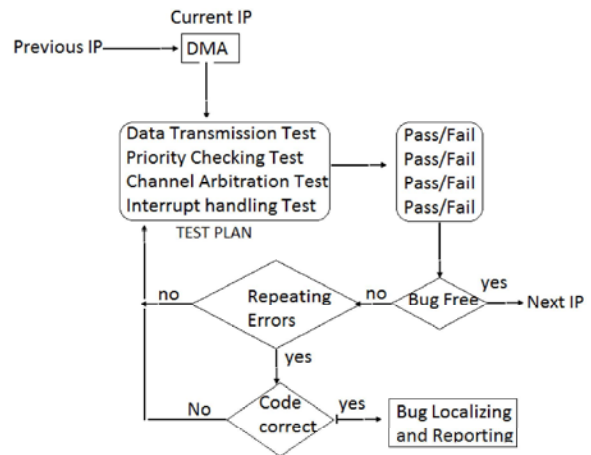 Current IP
Previous IP
DMA
Data Transmission Test
Priority Checking Test
Channel Arbitration Test
Interrupt handling Test
TEST PLAN
Pass/Fail
Pass/Fail
Pass/Fail
Pass/Fail
Bug Free
yes
Next IP
no
Repeating
Errors
no
yes
Code
correct
No
yes
Bug Localizing
and Reporting